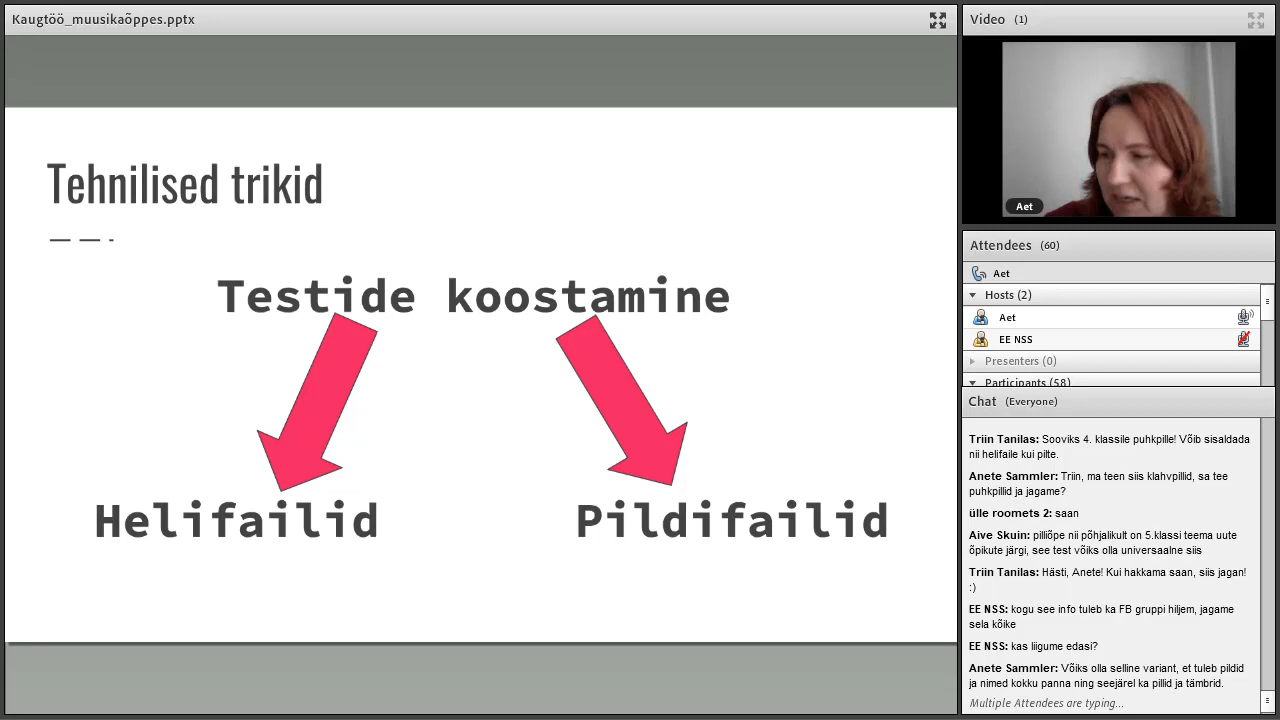 Kaugtöö_muusikaõppes.pptx
Tehnilised trikid
Testide koostamine
Helifailid
Pildifailid
Video (1)
Aet
Attendees (60)
Aet
Hosts (2)
Aet
EE NSS
Presenters (0)
Participants (58)
Chat (Everyone)
Triin Tanilas: Sooviks 4. klassile puhkpille! Võib sisaldada
nii helifaile kui pilte.
Anete Sammler: Triin, ma teen siis klahvpillid, sa tee
puhkpillid ja jagame?
ülle roomets 2: saan
Aive Skuin: pilliõpe nii põhjalikult on 5.klassi teema uute
õpikute järgi, see test võiks olla universaalne siis
Triin Tanilas: Hästi, Anete! Kui hakkama saan, siis jagan!
:)
EE NSS: kogu see info tuleb ka FB gruppi hiljem, jagame
sela kõike
EE NSS: kas liigume edasi?
Anete Sammler: Võiks olla selline variant, et tuleb pildid
ja nimed kokku panna ning seejärel ka pillid ja tämbrid.
Multiple Attendees are typing...